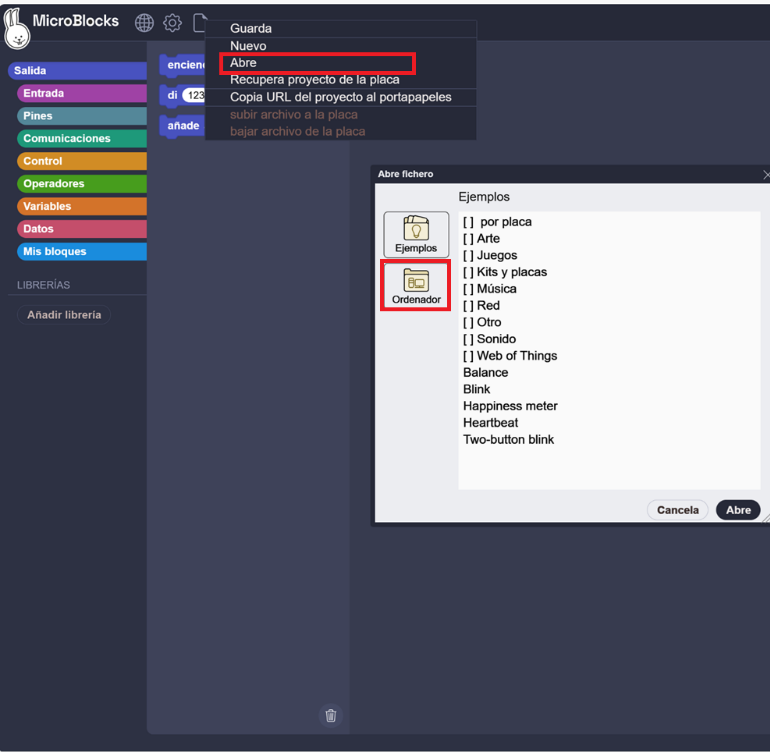 MicroBlocks
Guarda
Nuevo
Abre
Recupera proyecto de la placa
Copia URL del proyecto al portapapeles
subir archivo a la placa
bajar archivo de la placa
Salida
Entrada
Pines
Comunicaciones
Control
Operadores
Variables
Datos
Mis bloques
LIBRERÍAS
Añadir librería
di 123
añade
Abre fichero
Ejemplos
Ejemplos
Ordenador
[ ] por placa
[ ] Arte
[ ] Juegos
[ ] Kits y placas
[ ] Música
[ ] Red
[ ] Otro
[ ] Sonido
[ ] Web of Things
Balance
Blink
Happiness meter
Heartbeat
Two-button blink
Cancela
Abre